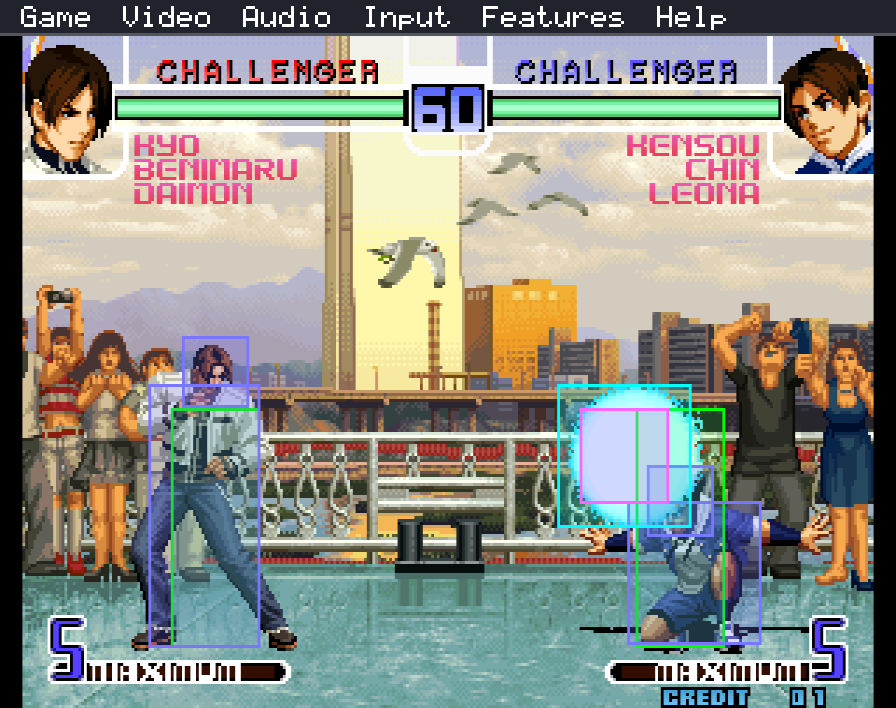 Game Video Audio Input Features Help
CHALLENGER 60 CHALLENGER
KYO
BENIMARU
DAIMON
KENSOU
CHIN
LEONA
5 MAXIMUM
MAXIMUM 5
CREDIT 01